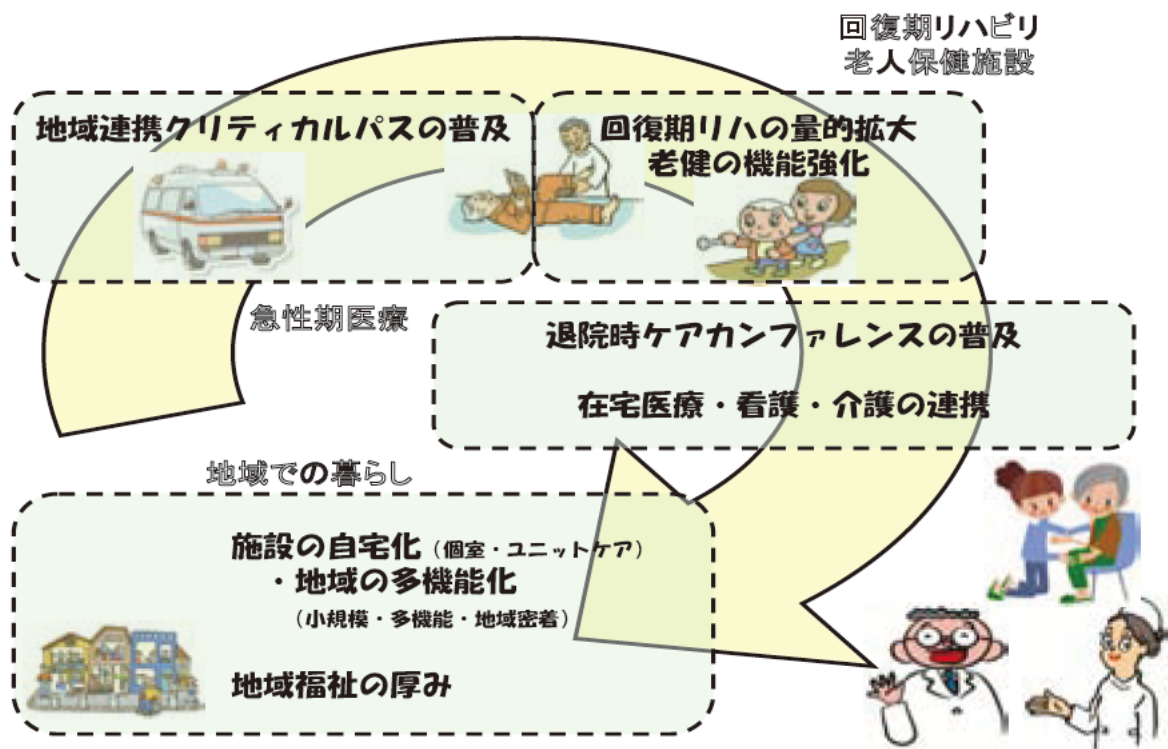 回復期リハビリ
老人保健施設
地域連携クリティカルパスの普及
回復期リハの量的拡大
老健の機能強化
急性期医療
退院時ケアカンファレンスの普及
在宅医療・看護・介護の連携
地域での暮らし
施設の自宅化（個室・ユニットケア）
・地域の多機能化
（小規模・多機能・地域密着）
地域福祉の厚み